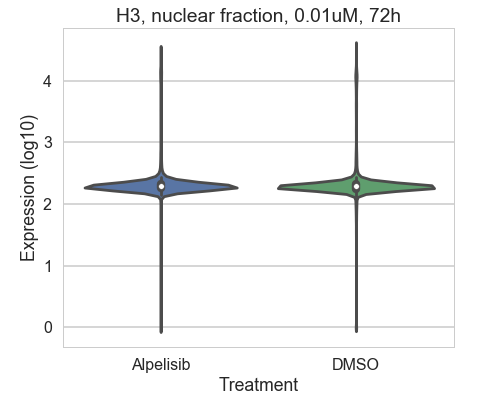 H3, nuclear fraction, 0.01uM, 72h
Expression (log10)
4
3
2
1
0
Alpelisib
DMSO
Treatment